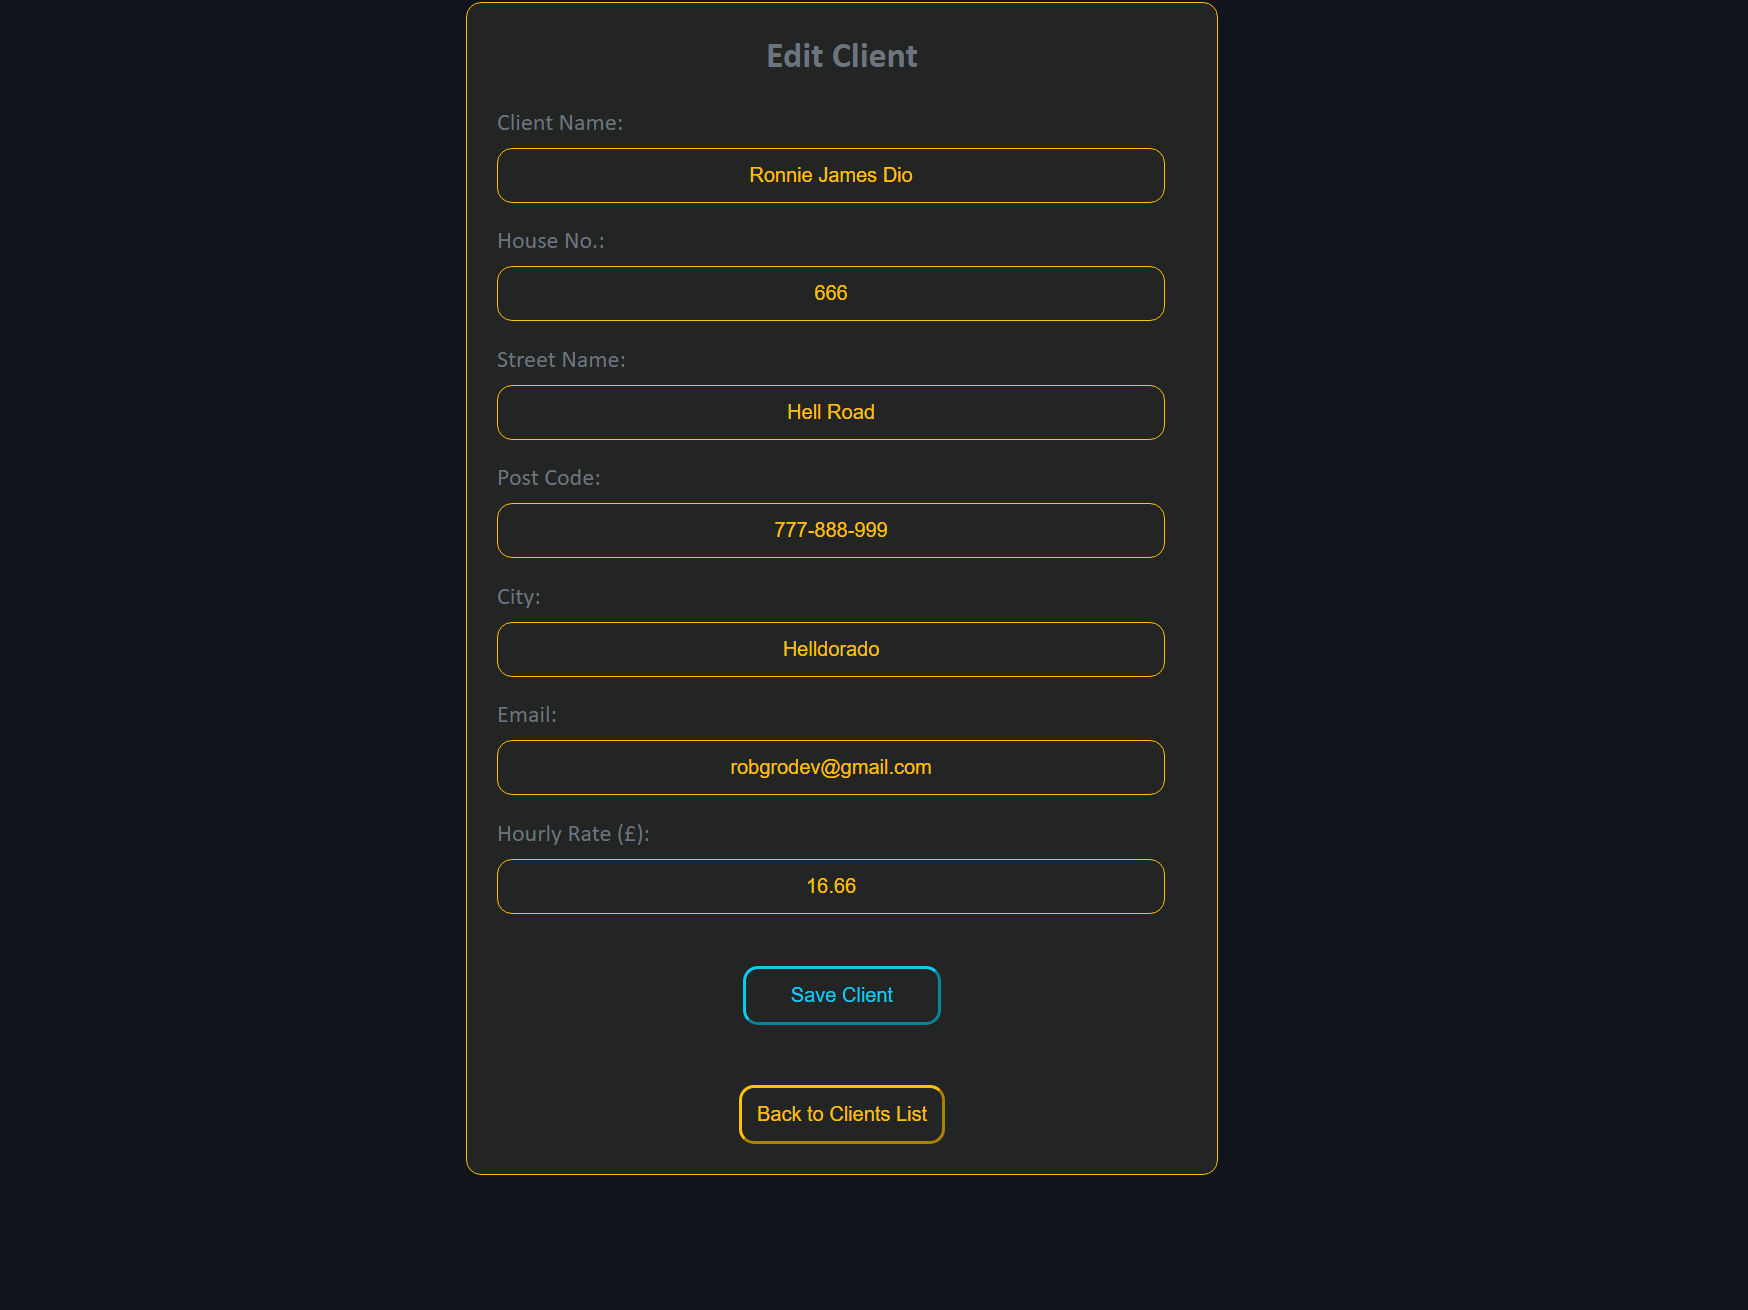 Edit Client
Client Name:
Ronnie James Dio
House No.:
666
Street Name:
Hell Road
Post Code:
777-888-999
City:
Helldorado
Email:
robgrodev@gmail.com
Hourly Rate (£):
16.66
Save Client
Back to Clients List